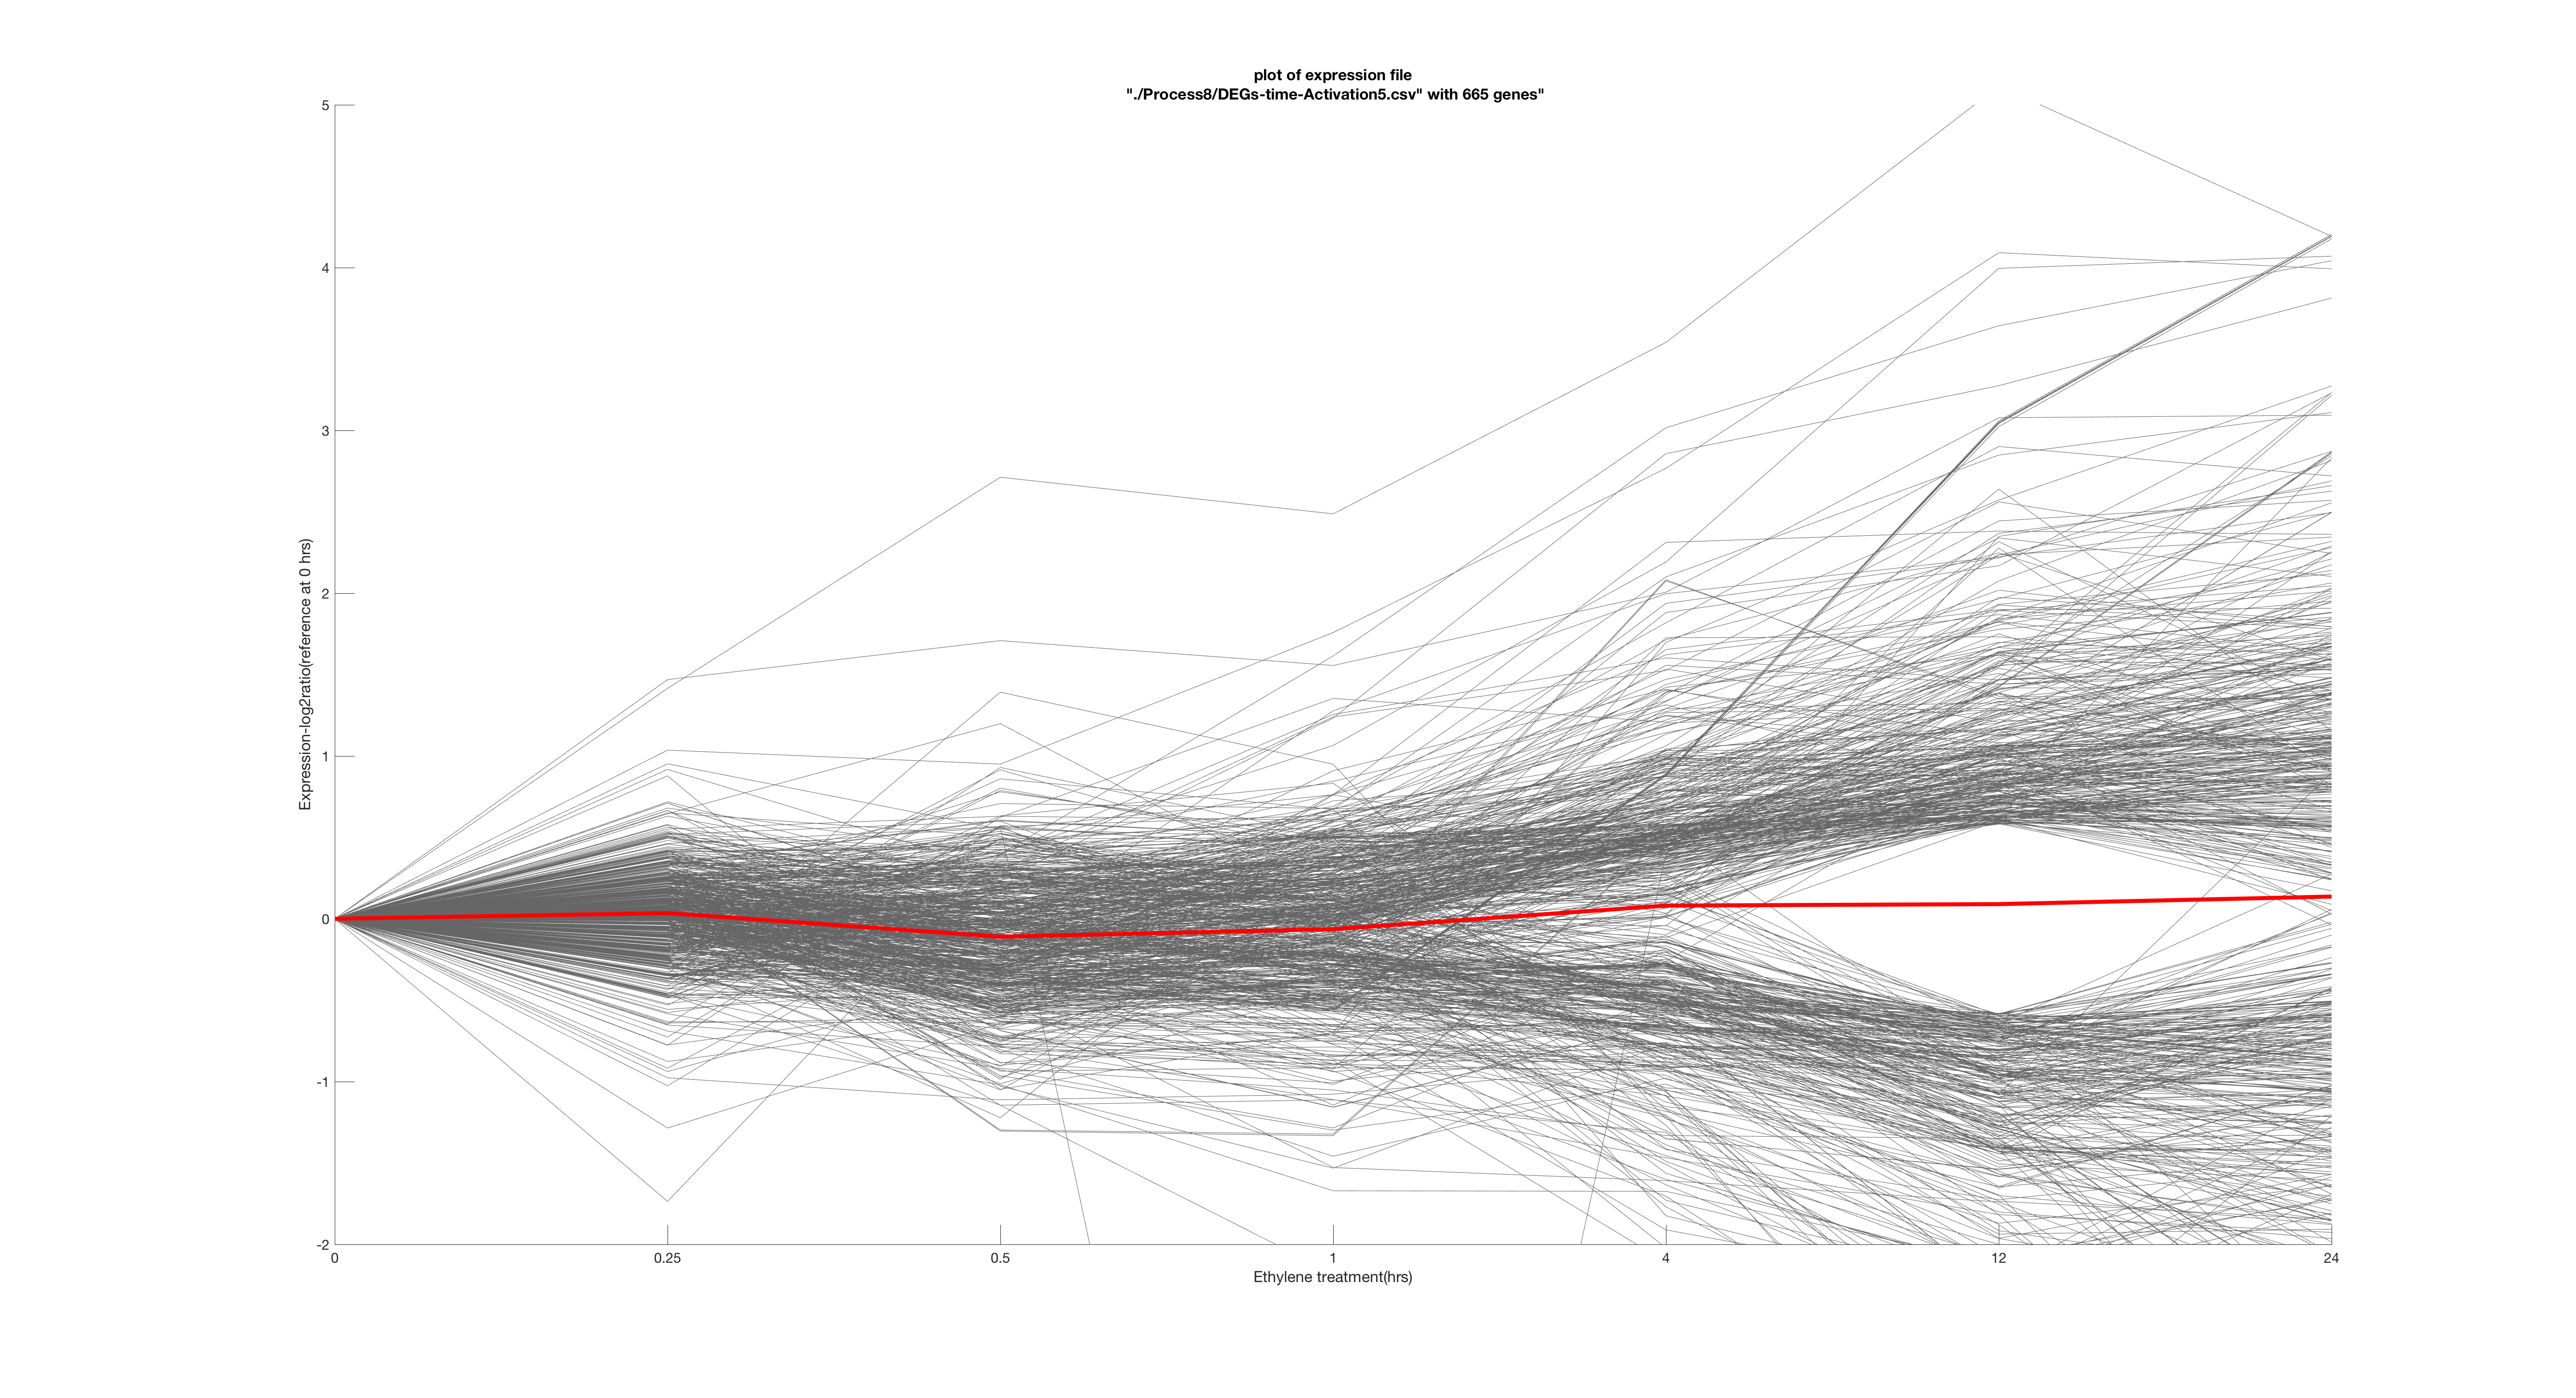 plot of expression file
"./Process8/DEGs-time-Activation5.csv" with 665 genes"
5
4
3
2
1
0
-1
-2
Expression-log2ratio(reference at 0 hrs)
0 0.25 0.5 1 4 12 24
Ethylene treatment(hrs)